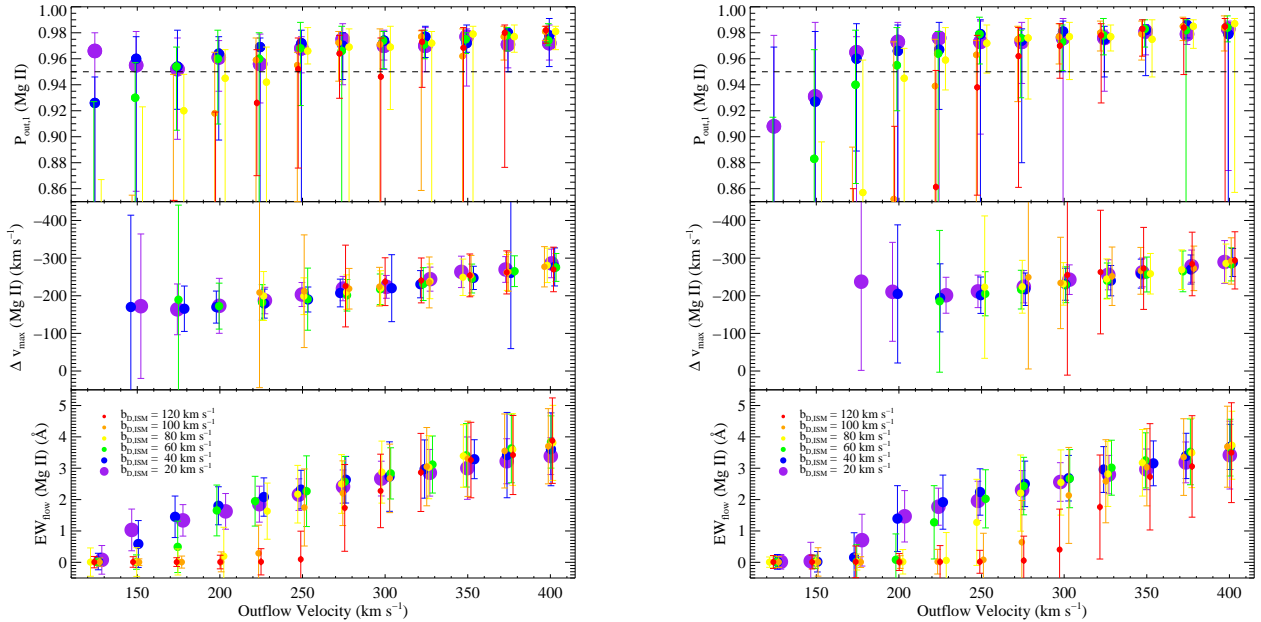 1.00
0.98
0.96
0.94
0.92
0.90
0.88
0.86
P_out,1 (Mg II)
−400
−300
−200
−100
0
Δ v_max (Mg II) (km s⁻¹)
5
4
3
2
1
0
EW_flow (Mg II) (Å)
b_D,ISM = 120 km s⁻¹
b_D,ISM = 100 km s⁻¹
b_D,ISM = 80 km s⁻¹
b_D,ISM = 60 km s⁻¹
b_D,ISM = 40 km s⁻¹
b_D,ISM = 20 km s⁻¹
150 200 250 300 350 400
Outflow Velocity (km s⁻¹)
1.00
0.98
0.96
0.94
0.92
0.90
0.88
0.86
P_out,1 (Mg II)
−400
−300
−200
−100
0
Δ v_max (Mg II) (km s⁻¹)
5
4
3
2
1
0
EW_flow (Mg II) (Å)
b_D,ISM = 120 km s⁻¹
b_D,ISM = 100 km s⁻¹
b_D,ISM = 80 km s⁻¹
b_D,ISM = 60 km s⁻¹
b_D,ISM = 40 km s⁻¹
b_D,ISM = 20 km s⁻¹
150 200 250 300 350 400
Outflow Velocity (km s⁻¹)